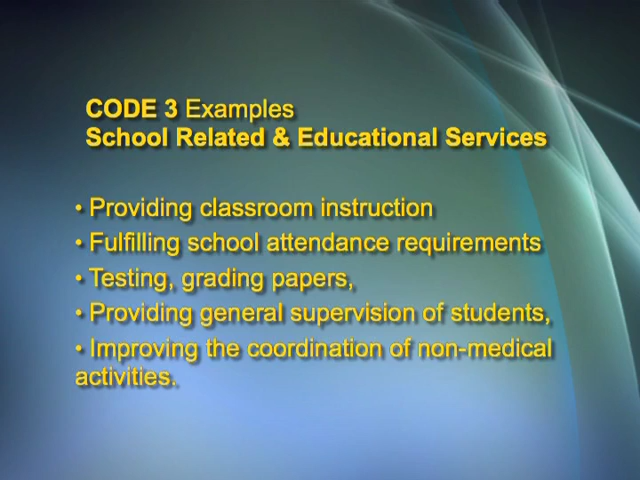 CODE 3 Examples
School Related & Educational Services
• Providing classroom instruction
• Fulfilling school attendance requirements
• Testing, grading papers,
• Providing general supervision of students,
• Improving the coordination of non-medical
activities.